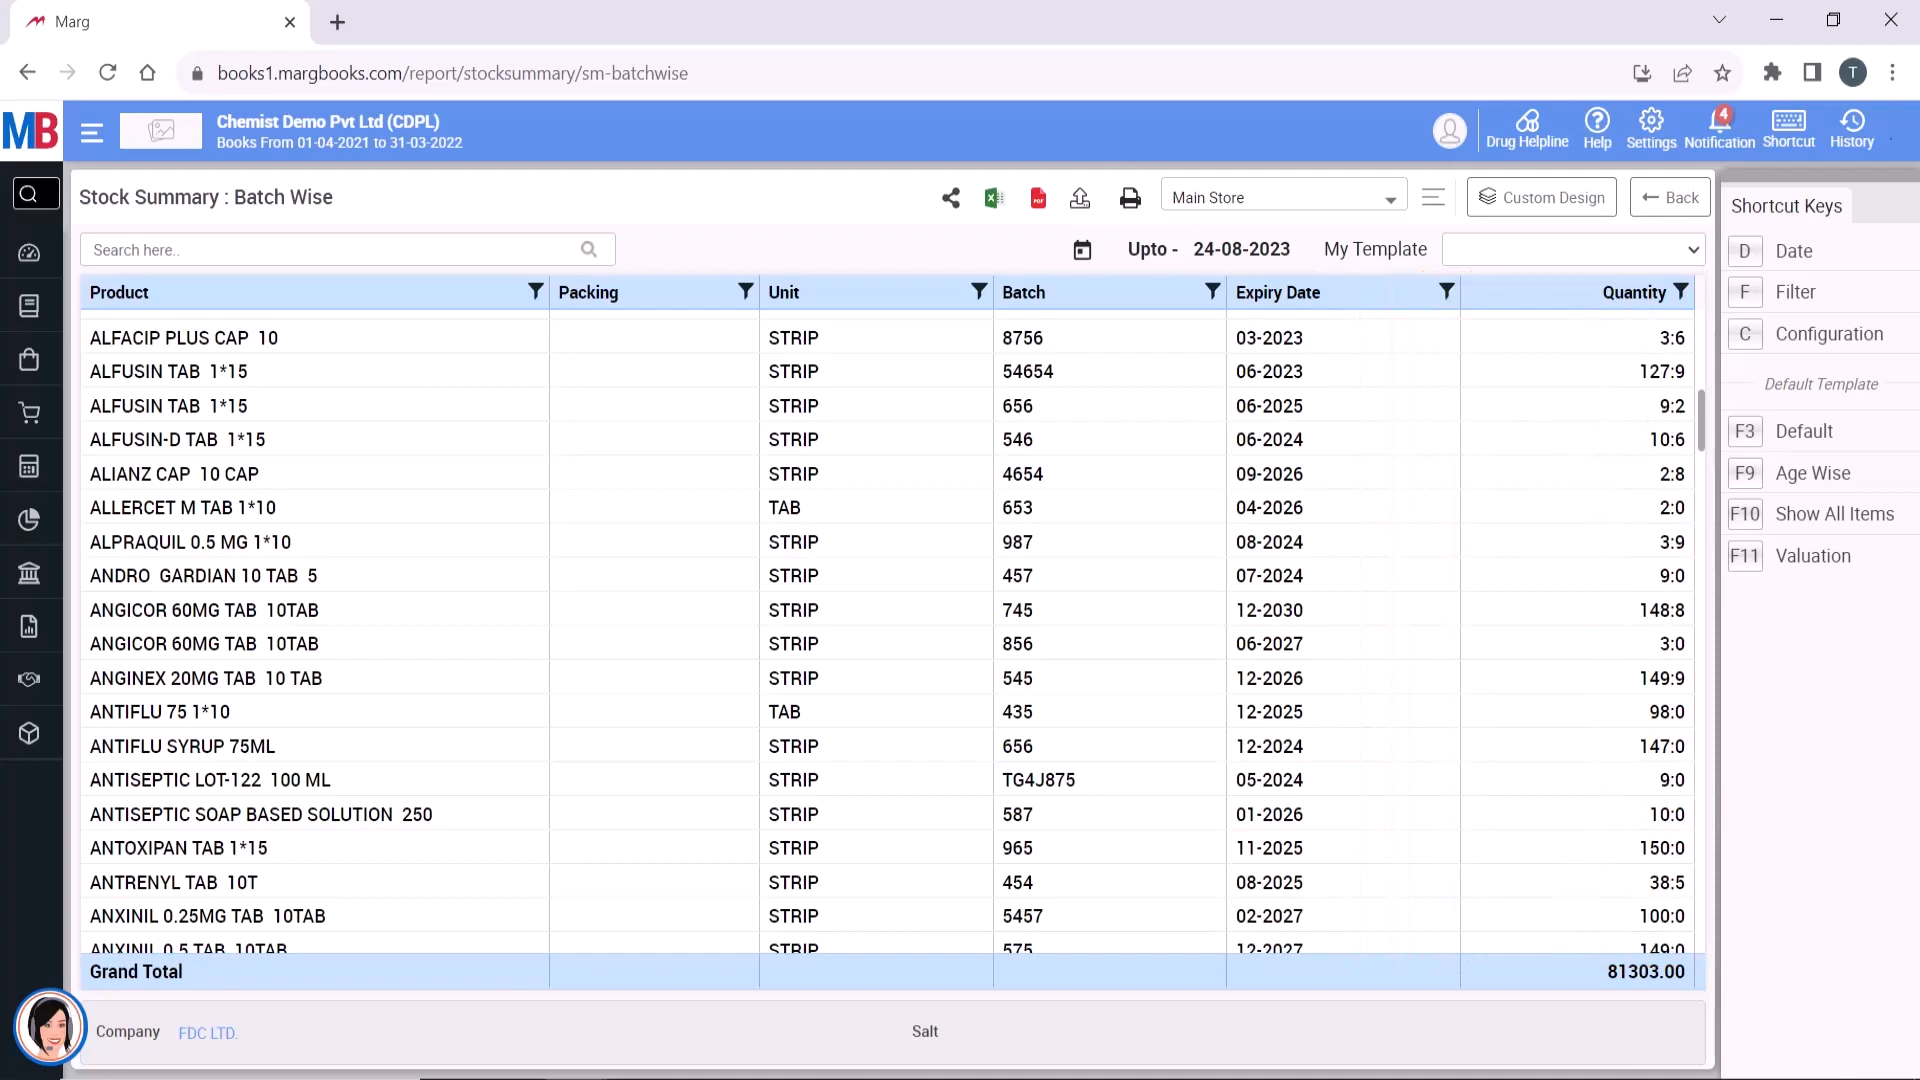 Marg
books1.margbooks.com/report/stocksummary/sm-batchwise
T
MB
Chemist Demo Pvt Ltd (CDPL)
Books From 01-04-2021 to 31-03-2022
4
Drug Helpline Help Settings Notification Shortcut History
Stock Summary : Batch Wise
PDF
Main Store
Custom Design
Back
Shortcut Keys
Search here..
Upto - 24-08-2023
My Template
D Date
Product Packing Unit Batch Expiry Date Quantity
F Filter
ALFACIP PLUS CAP 10 STRIP 8756 03-2023 3:6
C Configuration
ALFUSIN TAB 1*15 STRIP 54654 06-2023 127:9
Default Template
ALFUSIN TAB 1*15 STRIP 656 06-2025 9:2
F3 Default
ALFUSIN-D TAB 1*15 STRIP 546 06-2024 10:6
ALIANZ CAP 10 CAP STRIP 4654 09-2026 2:8
F9 Age Wise
ALLERCET M TAB 1*10 TAB 653 04-2026 2:0
F10 Show All Items
ALPRAQUIL 0.5 MG 1*10 STRIP 987 08-2024 3:9
F11 Valuation
ANDRO GARDIAN 10 TAB 5 STRIP 457 07-2024 9:0
ANGICOR 60MG TAB 10TAB STRIP 745 12-2030 148:8
ANGICOR 60MG TAB 10TAB STRIP 856 06-2027 3:0
ANGINEX 20MG TAB 10 TAB STRIP 545 12-2026 149:9
ANTIFLU 75 1*10 TAB 435 12-2025 98:0
ANTIFLU SYRUP 75ML STRIP 656 12-2024 147:0
ANTISEPTIC LOT-122 100 ML STRIP TG4J875 05-2024 9:0
ANTISEPTIC SOAP BASED SOLUTION 250 STRIP 587 01-2026 10:0
ANTOXIPAN TAB 1*15 STRIP 965 11-2025 150:0
ANTRENYL TAB 10T STRIP 454 08-2025 38:5
ANXINIL 0.25MG TAB 10TAB STRIP 5457 02-2027 100:0
ANXINIL 0.5 TAB 10TAB STRIP 575 12-2027 149:0
Grand Total 81303.00
Company FDC LTD.
Salt